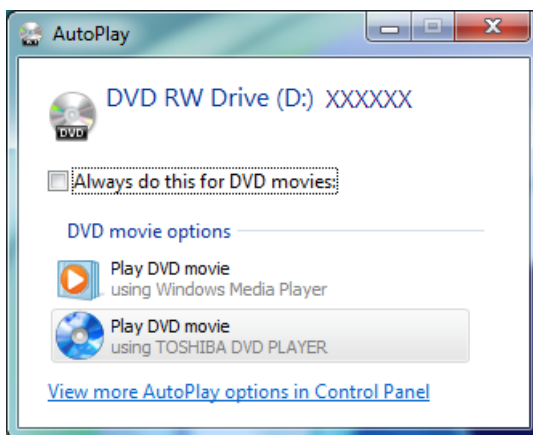 AutoPlay
DVD RW Drive (D:) XXXXXX
DVD
Always do this for DVD movies:
DVD movie options
Play DVD movie
using Windows Media Player
Play DVD movie
using TOSHIBA DVD PLAYER
View more AutoPlay options in Control Panel